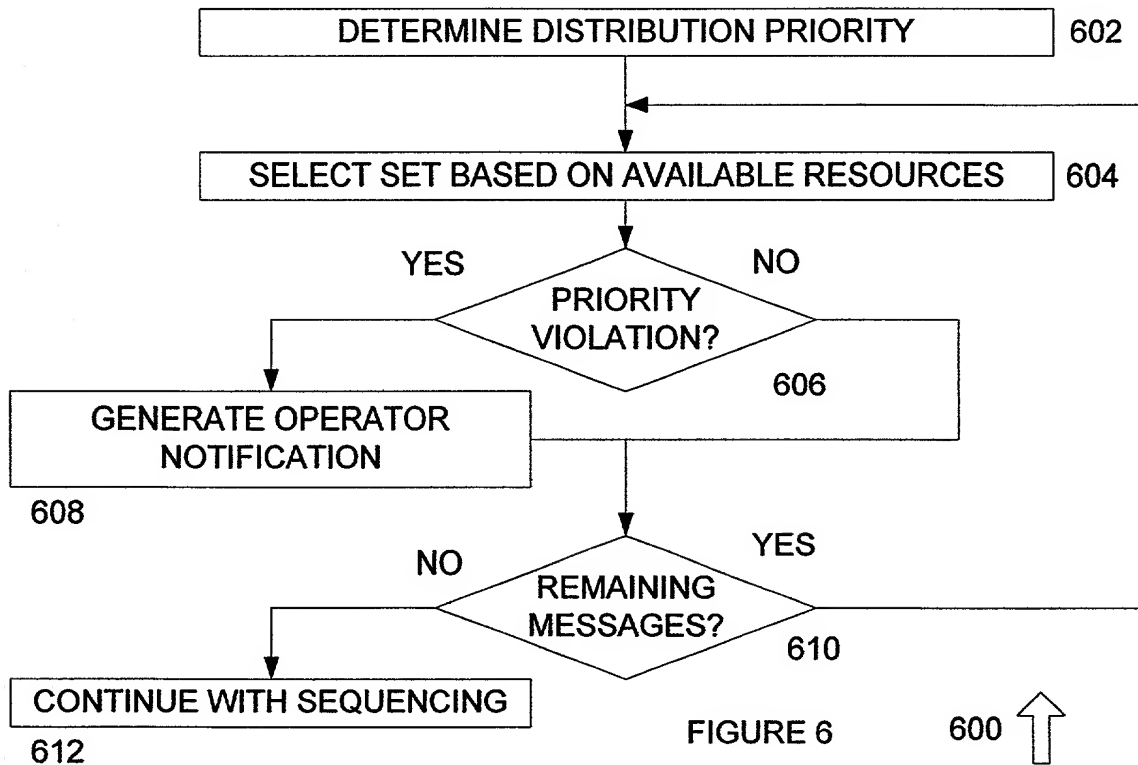 DETERMINE DISTRIBUTION PRIORITY
602
SELECT SET BASED ON AVAILABLE RESOURCES
604
YES
NO
PRIORITY
VIOLATION?
606
GENERATE OPERATOR
NOTIFICATION
608
NO
YES
REMAINING
MESSAGES?
610
CONTINUE WITH SEQUENCING
612
FIGURE 6
600